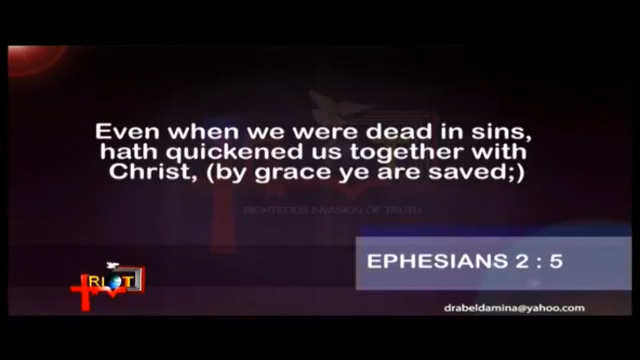 Even when we were dead in sins,
hath quickened us together with
Christ, (by grace ye are saved;)
RIGHTEOUS INVASION OF TRUTH
EPHESIANS 2 : 5
RIOT
TV
drabeldamina@yahoo.com